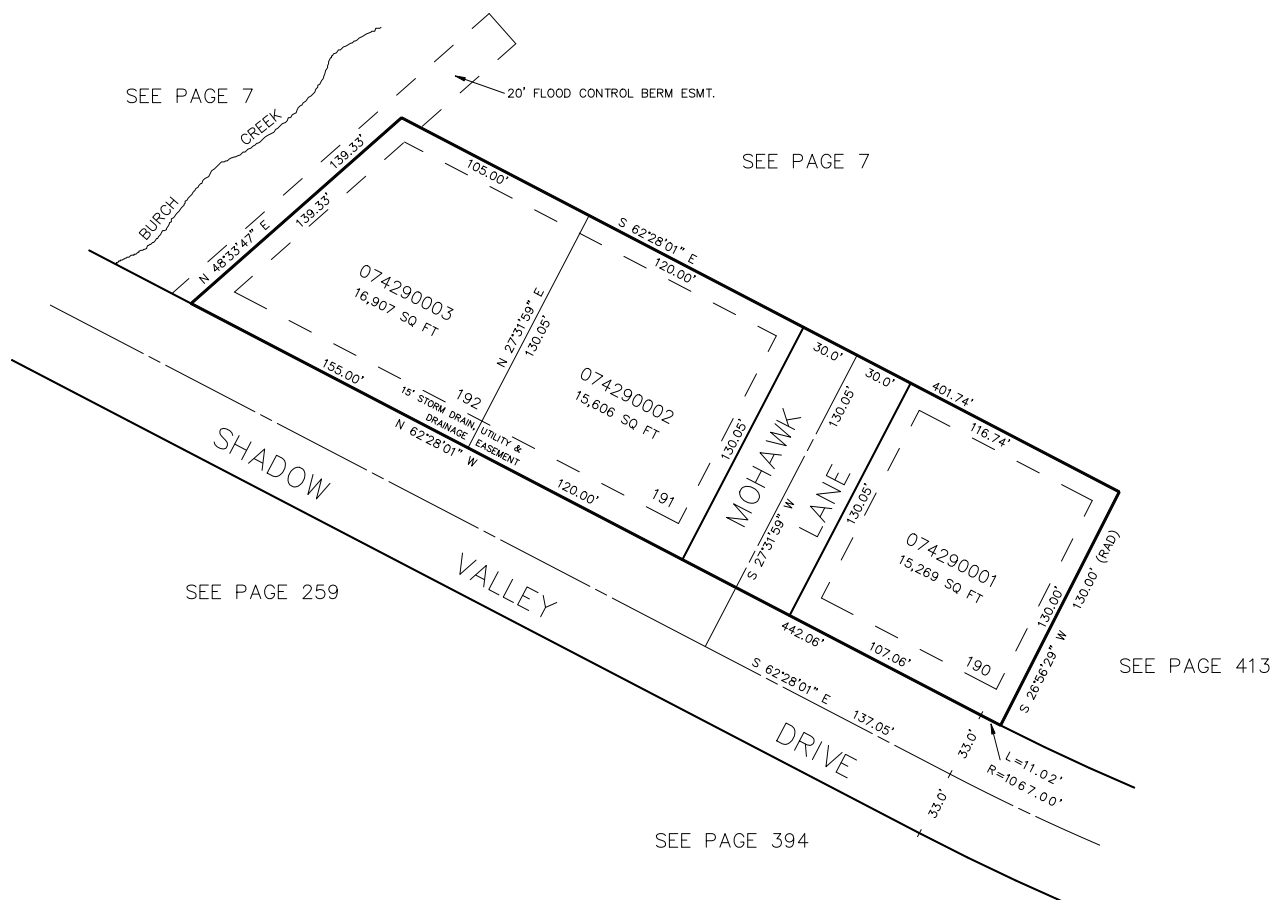 SEE PAGE 7
BURCH
CREEK
20' FLOOD CONTROL BERM ESMT.
SEE PAGE 7
139.33'
139.33'
N 48°33'47" E
105.00'
S 62°28'01" E
120.00'
074290003
16,907 SQ FT
N 27°31'59" E
130.05'
074290002
15,606 SQ FT
30.0'
30.0'
401.74'
116.74'
155.00'
192
15' STORM DRAIN, UTILITY &
DRAINAGE EASEMENT
N 62°28'01" W
120.00'
191
130.05'
MOHAWK
LANE
130.05'
S 27°31'59" W
130.05'
074290001
15,269 SQ FT
130.00'
130.00' (RAD)
S 26°56'29" W
190
442.06'
107.06'
SHADOW
VALLEY
DRIVE
SEE PAGE 259
S 62°28'01" E
137.05'
33.0'
33.0'
L=11.02'
R=1067.00'
SEE PAGE 413
SEE PAGE 394